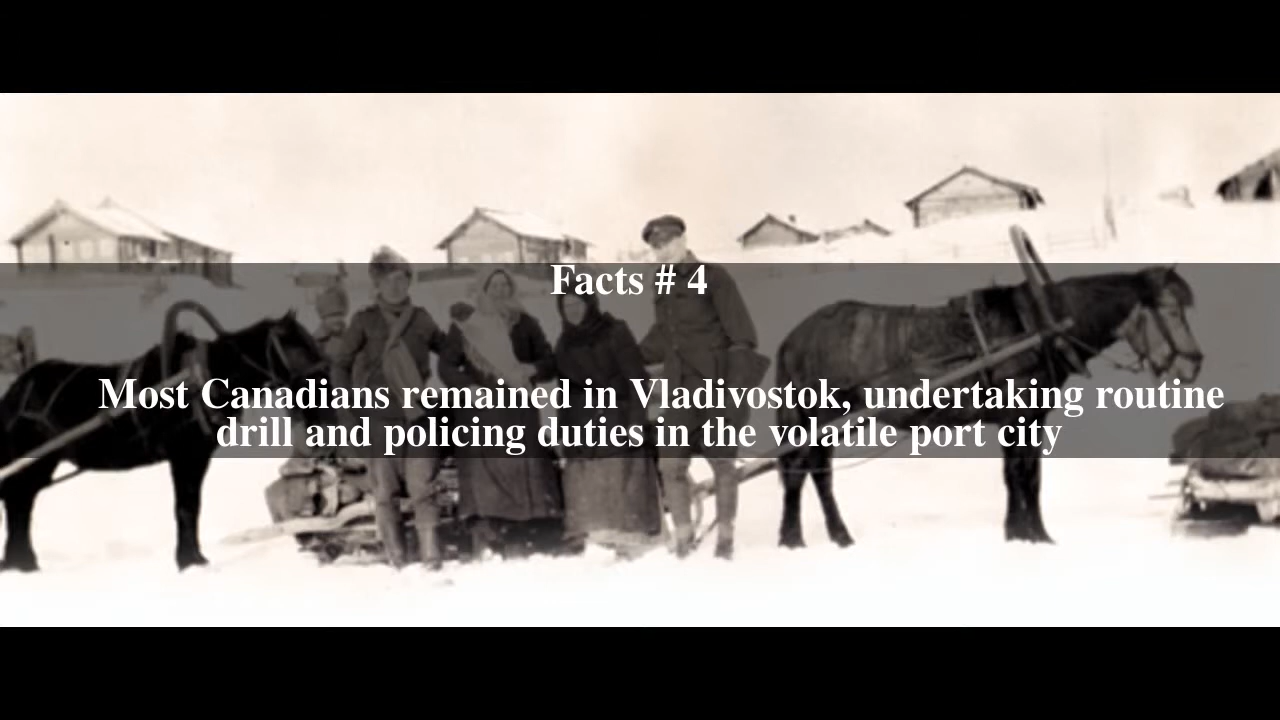 Facts # 4
Most Canadians remained in Vladivostok, undertaking routine
drill and policing duties in the volatile port city